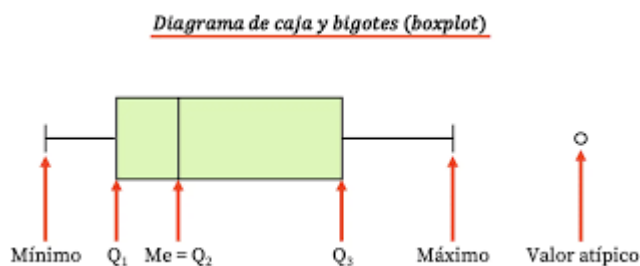 Diagrama de caja y bigotes (boxplot)
Mínimo Q₁ Me = Q₂ Q₃ Máximo Valor atípico